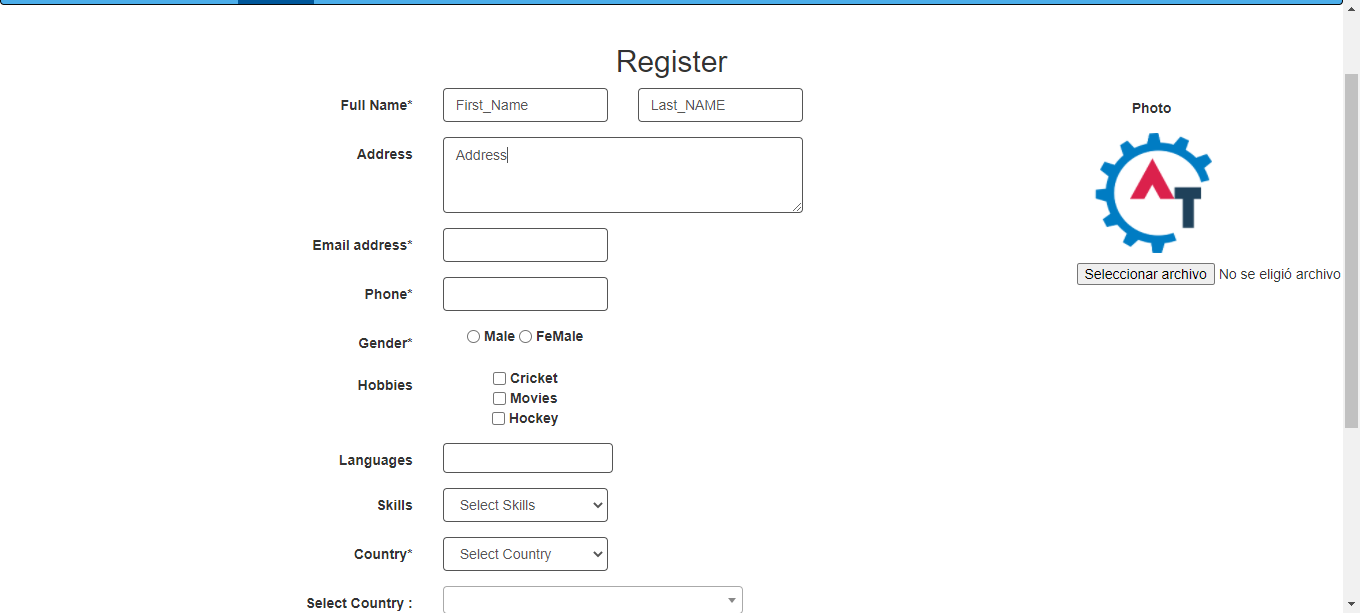 Register
Full Name* First_Name Last_NAME
Photo
Address Address
AT
Email address*
Seleccionar archivo No se eligió archivo
Phone*
Gender* Male FeMale
Hobbies Cricket
Movies
Hockey
Languages
Skills Select Skills
Country* Select Country
Select Country :